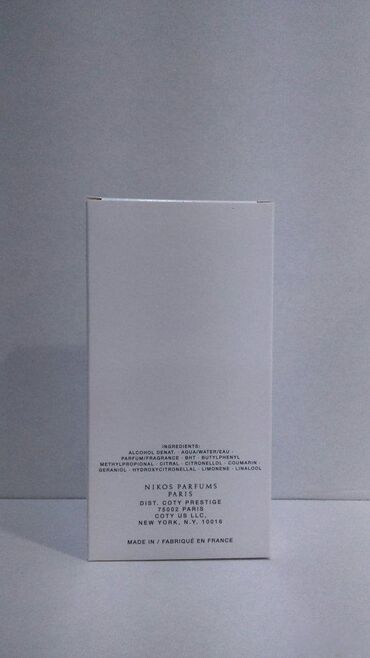 INGREDIENTS:
ALCOHOL DENAT. · AQUA/WATER/EAU ·
PARFUM/FRAGRANCE · BHT · BUTYLPHENYL
METHYLPROPIONAL · CITRAL · CITRONELLOL · COUMARIN ·
GERANIOL · HYDROXYCITRONELLAL · LIMONENE · LINALOOL
NIKOS PARFUMS
PARIS
DIST. COTY PRESTIGE
75002 PARIS
COTY US LLC,
NEW YORK, N.Y. 10016
MADE IN / FABRIQUÉ EN FRANCE